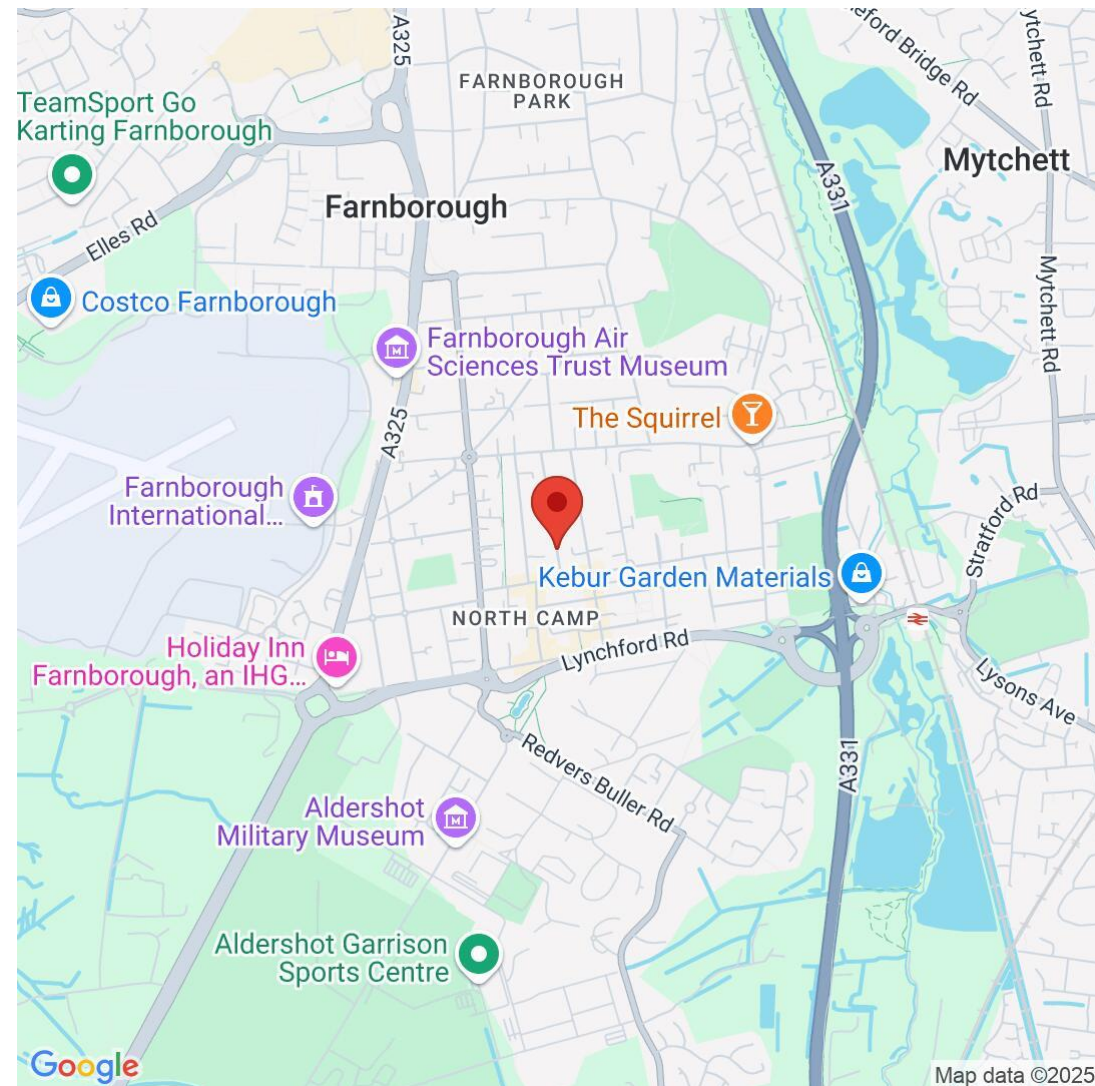 A325
FARNBOROUGH
PARK
TeamSport Go
Karting Farnborough
Mytchett Rd
Mytchett
A331
Farnborough
Elles Rd
Mytchett Rd
Costco Farnborough
Farnborough Air
Sciences Trust Museum
The Squirrel
A325
Farnborough
International...
Stratford Rd
Kebur Garden Materials
NORTH CAMP
Holiday Inn
Farnborough, an IHG...
Lynchford Rd
Lysons Ave
Redvers Buller Rd
A331
Aldershot
Military Museum
Aldershot Garrison
Sports Centre
Google
Map data ©2025